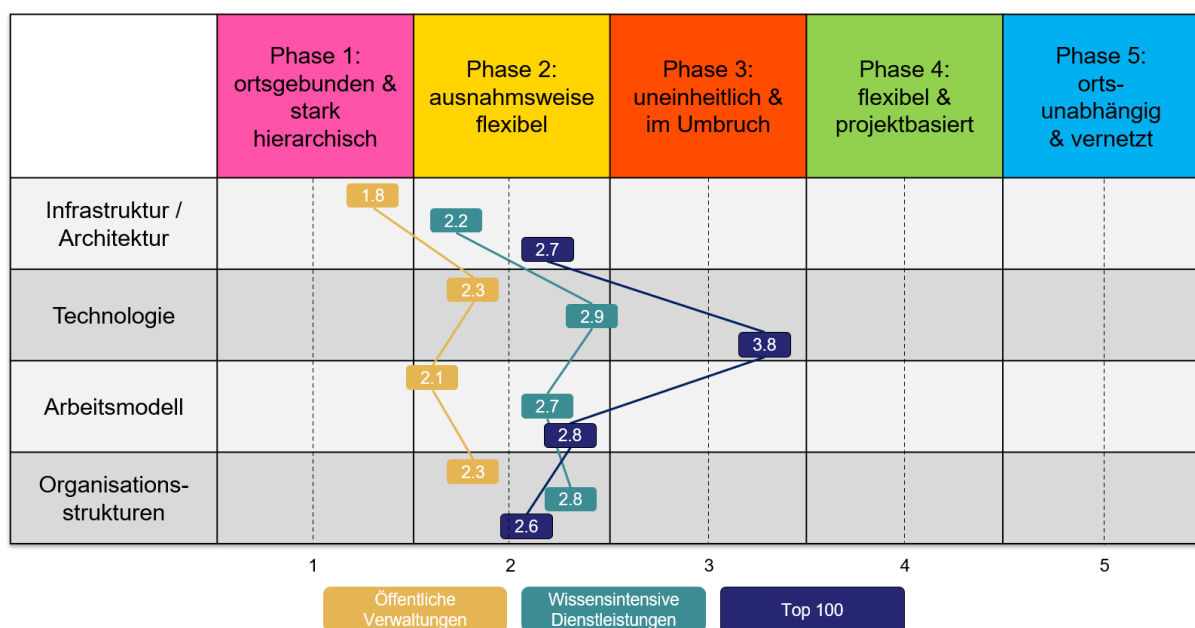 Phase 1:
ortsgebunden &
stark
hierarchisch
Phase 2:
ausnahmsweise
flexibel
Phase 3:
uneinheitlich &
im Umbruch
Phase 4:
flexibel &
projektbasiert
Phase 5:
orts-
unabhängig
& vernetzt
Infrastruktur /
Architektur
1.8
2.2
2.7
Technologie
2.3
2.9
3.8
Arbeitsmodell
2.1
2.7
2.8
Organisations-
strukturen
2.3
2.8
2.6
1
2
3
4
5
Öffentliche
Verwaltungen
Wissensintensive
Dienstleistungen
Top 100